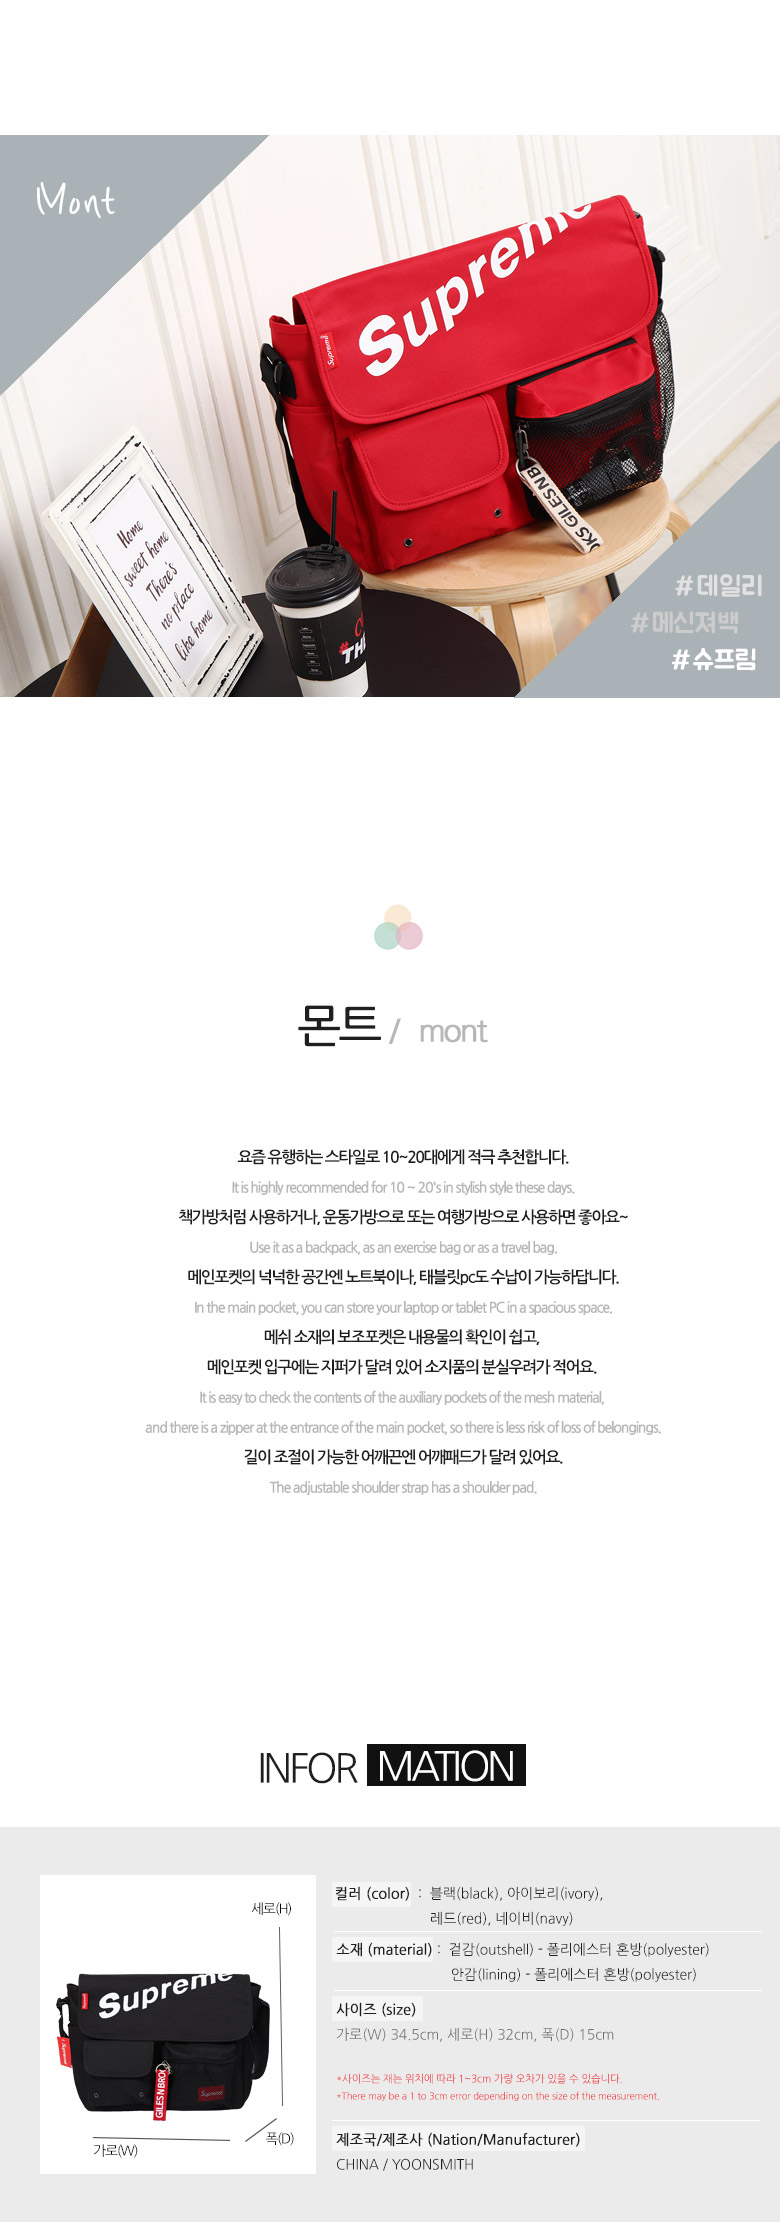 Mont
Supreme
Supreme
OKS GILES NB
Home
sweet home
There's
no place
like home
#데일리
#메신져백
#슈프림
몬트/ mont
요즘 유행하는 스타일로 10~20대에게 적극 추천합니다.
It is highly recommended for 10 ~ 20's in stylish style these days.
책가방처럼 사용하거나, 운동가방으로 또는 여행가방으로 사용하면 좋아요~
Use it as a backpack, as an exercise bag or as a travel bag.
메인포켓의 넉넉한 공간엔 노트북이나, 태블릿pc도 수납이 가능하답니다.
In the main pocket, you can store your laptop or tablet PC in a spacious space.
메쉬 소재의 보조포켓은 내용물의 확인이 쉽고,
메인포켓 입구에는 지퍼가 달려 있어 소지품의 분실우려가 적어요.
It is easy to check the contents of the auxiliary pockets of the mesh material,
and there is a zipper at the entrance of the main pocket, so there is less risk of loss of belongings.
길이 조절이 가능한 어깨끈엔 어깨패드가 달려 있어요.
The adjustable shoulder strap has a shoulder pad.
INFORMATION
세로(H)
Supreme
GILES N BRO
Supreme
가로(W)
폭(D)
컬러 (color) : 블랙(black), 아이보리(ivory),
레드(red), 네이비(navy)
소재 (material) : 겉감(outshell) - 폴리에스터 혼방(polyester)
안감(lining) - 폴리에스터 혼방(polyester)
사이즈 (size)
가로(W) 34.5cm, 세로(H) 32cm, 폭(D) 15cm
*사이즈는 재는 위치에 따라 1~3cm 가량 오차가 있을 수 있습니다.
*There may be a 1 to 3cm error depending on the size of the measurement.
제조국/제조사 (Nation/Manufacturer)
CHINA / YOONSMITH